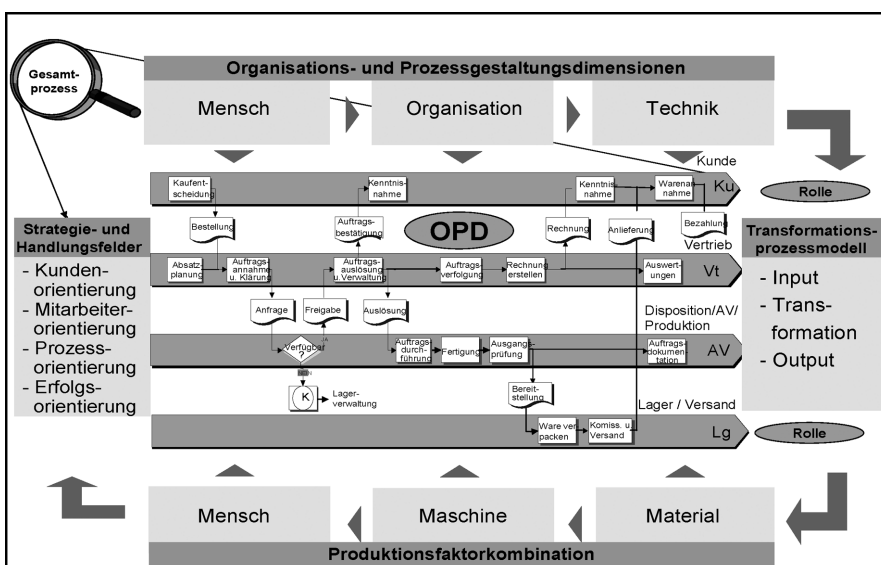 Gesamt-
prozess
Organisations- und Prozessgestaltungsdimensionen
Mensch
Organisation
Technik
Kunde
Kaufent-
scheidung
Kenntnis-
nahme
Kenntnis-
nahme
Warenan
nahme
Ku
Rolle
Strategie- und
Handlungsfelder
- Kunden-
orientierung
- Mitarbeiter-
orientierung
- Prozess-
orientierung
- Erfolgs-
orientierung
Bestellung
Auftrags-
bestätigung
OPD
Rechnung
Anlieferung
Bezahlung
Vertrieb
Absatz-
planung
Auftrags-
annahme
u. Klärung
Auftrags-
auslösung
u.Verwaltung
Auftrags-
verfolgung
Rechnung
erstellen
Auswert-
ungen
Vt
Transformations-
prozessmodell
- Input
- Trans-
formation
- Output
Anfrage
Freigabe
Auslösung
Disposition/AV/
Produktion
Verfügbar
?
JA
Auftrags-
durch-
führung
Fertigung
Ausgangs-
prüfung
Auftrags-
dokumen-
tation
AV
K
Lager-
verwaltung
Bereit-
stellung
Lager / Versand
Ware ver
packen
Komiss. u.
Versand
Lg
Rolle
Mensch
Maschine
Material
Produktionsfaktorkombination